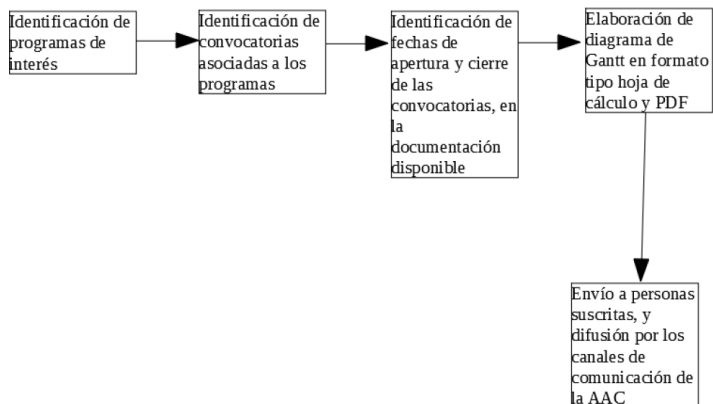 Identificación de
programas de
interés
Identificación de
convocatorias
asociadas a los
programas
Identificación de
fechas de
apertura y cierre
de las
convocatorias, en
la
documentación
disponible
Elaboración de
diagrama de
Gantt en formato
tipo hoja de
cálculo y PDF
Envío a personas
suscritas, y
difusión por los
canales de
comunicación de
la AAC